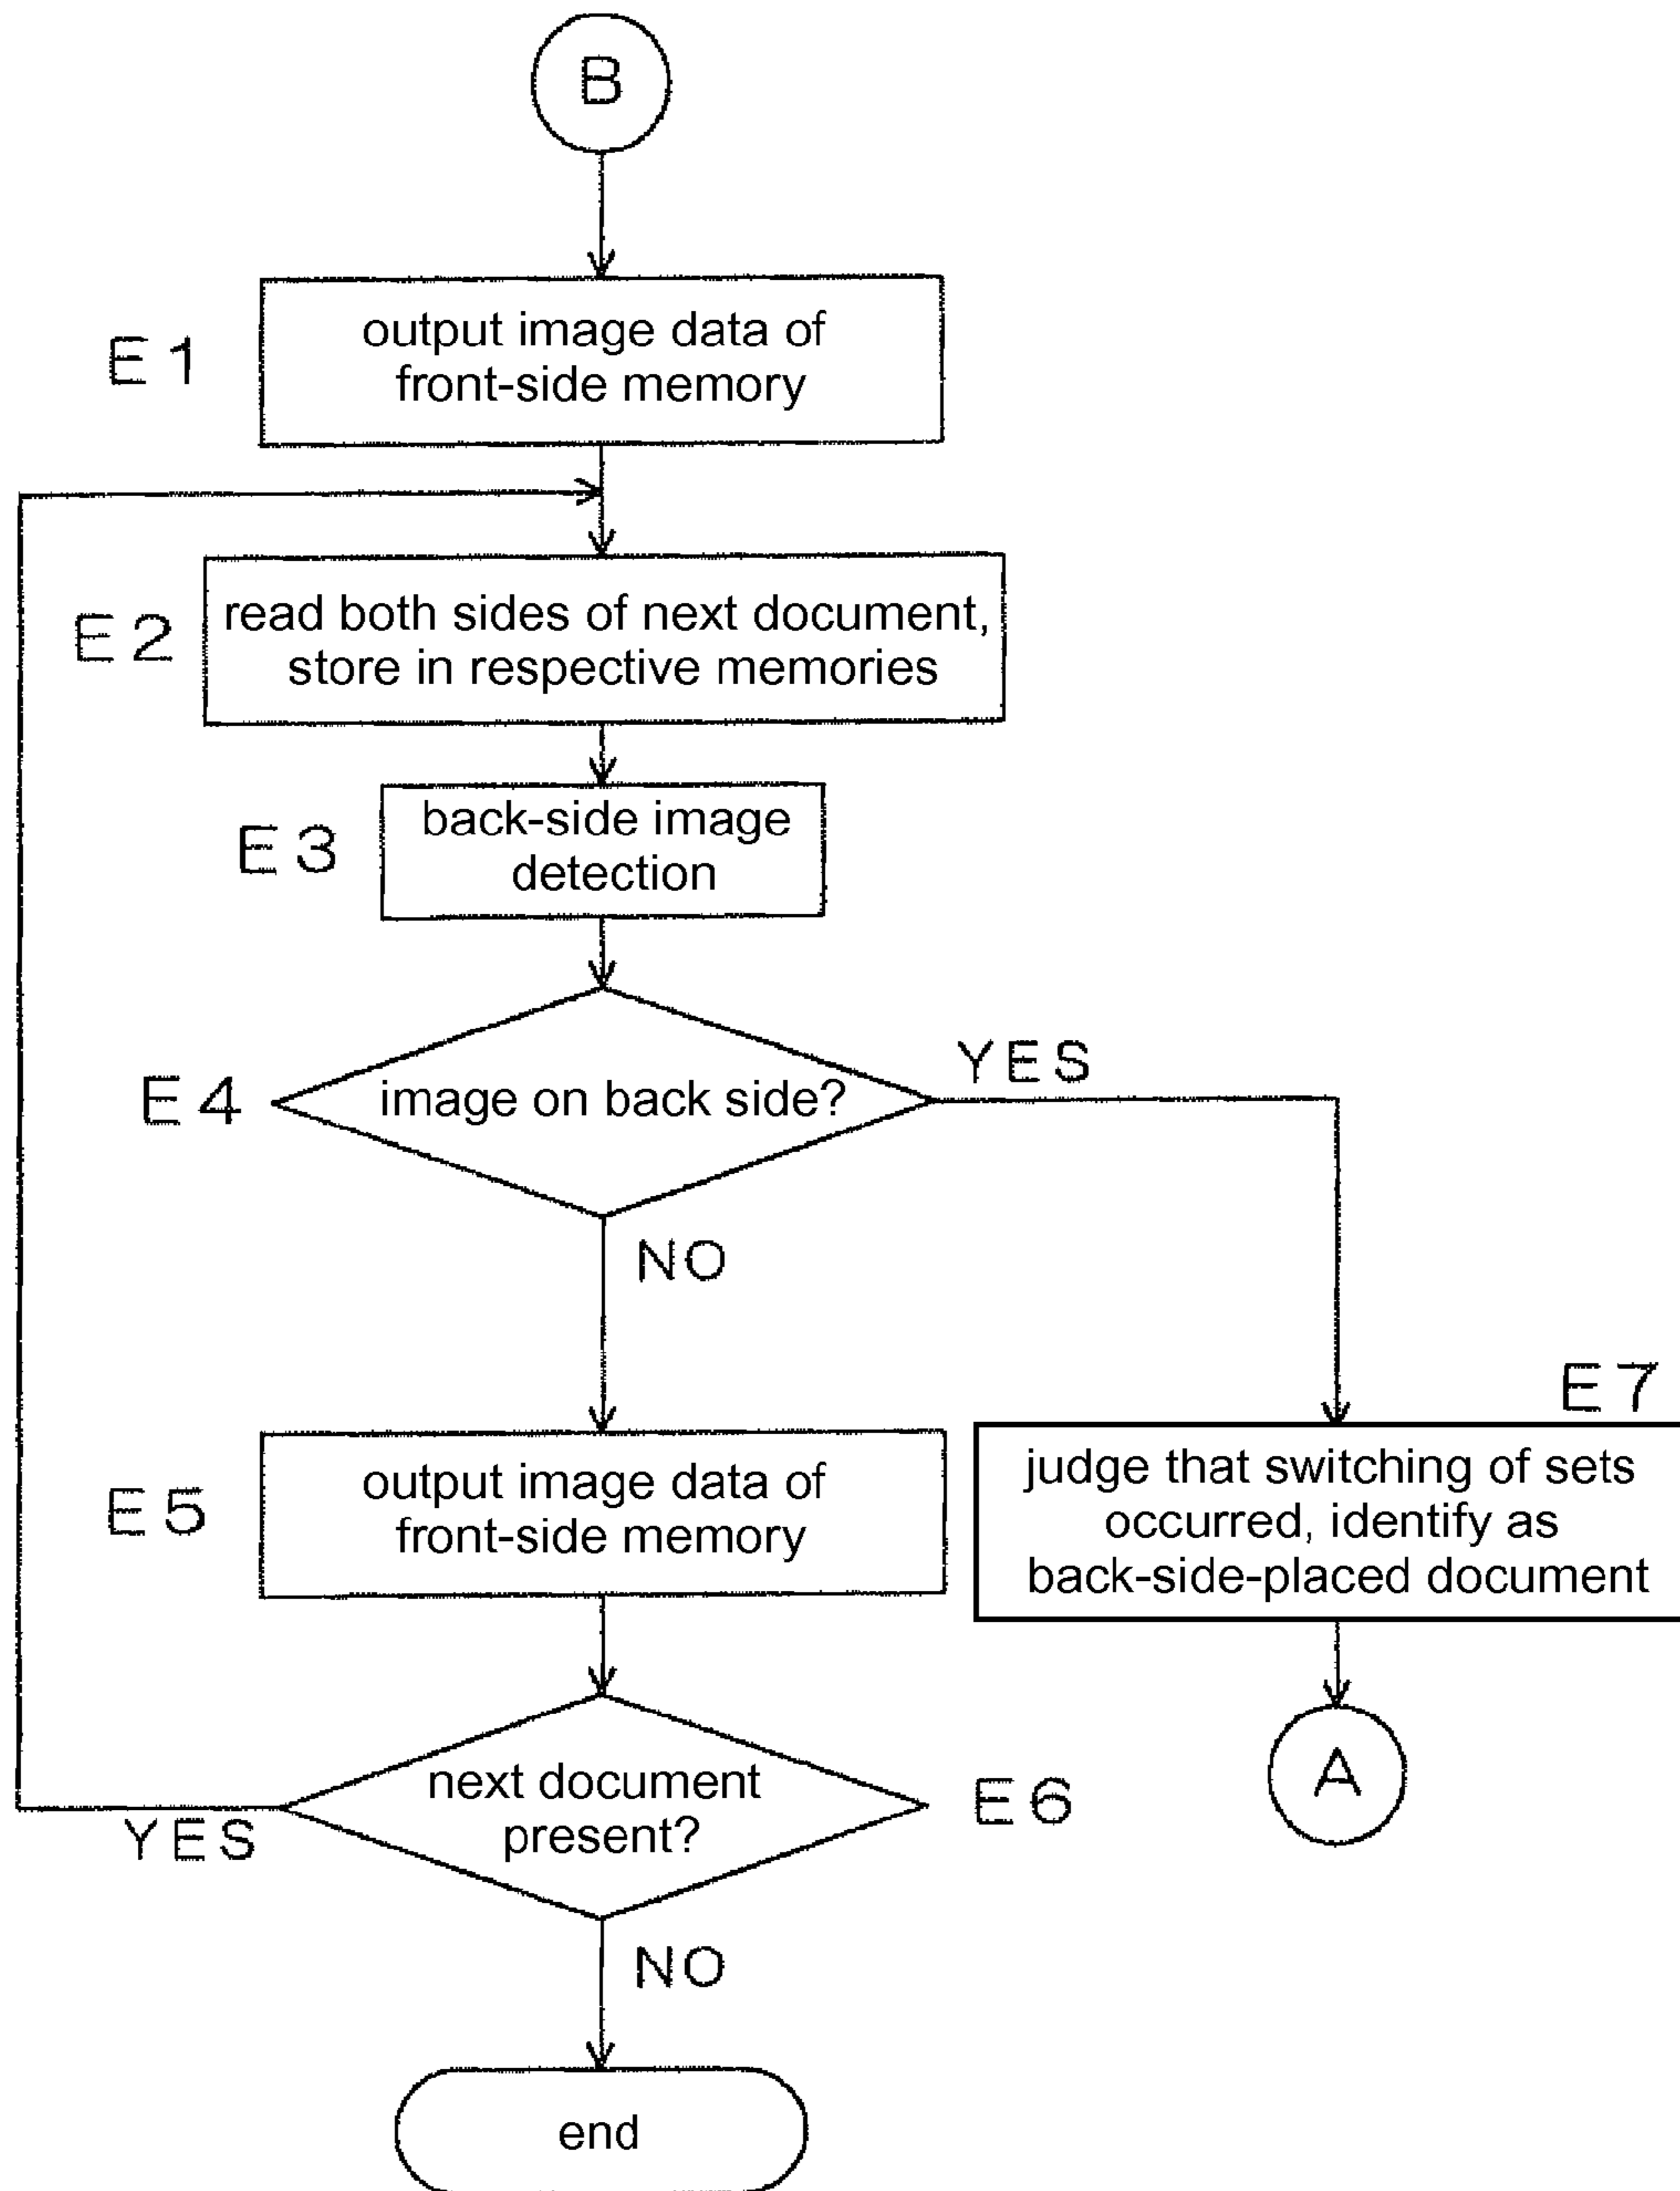 B
E1
output image data of
front-side memory
E2
read both sides of next document,
store in respective memories
E3
back-side image
detection
E4
image on back side?
YES
NO
E7
judge that switching of sets
occurred, identify as
back-side-placed document
E5
output image data of
front-side memory
A
next document
present?
E6
YES
NO
end